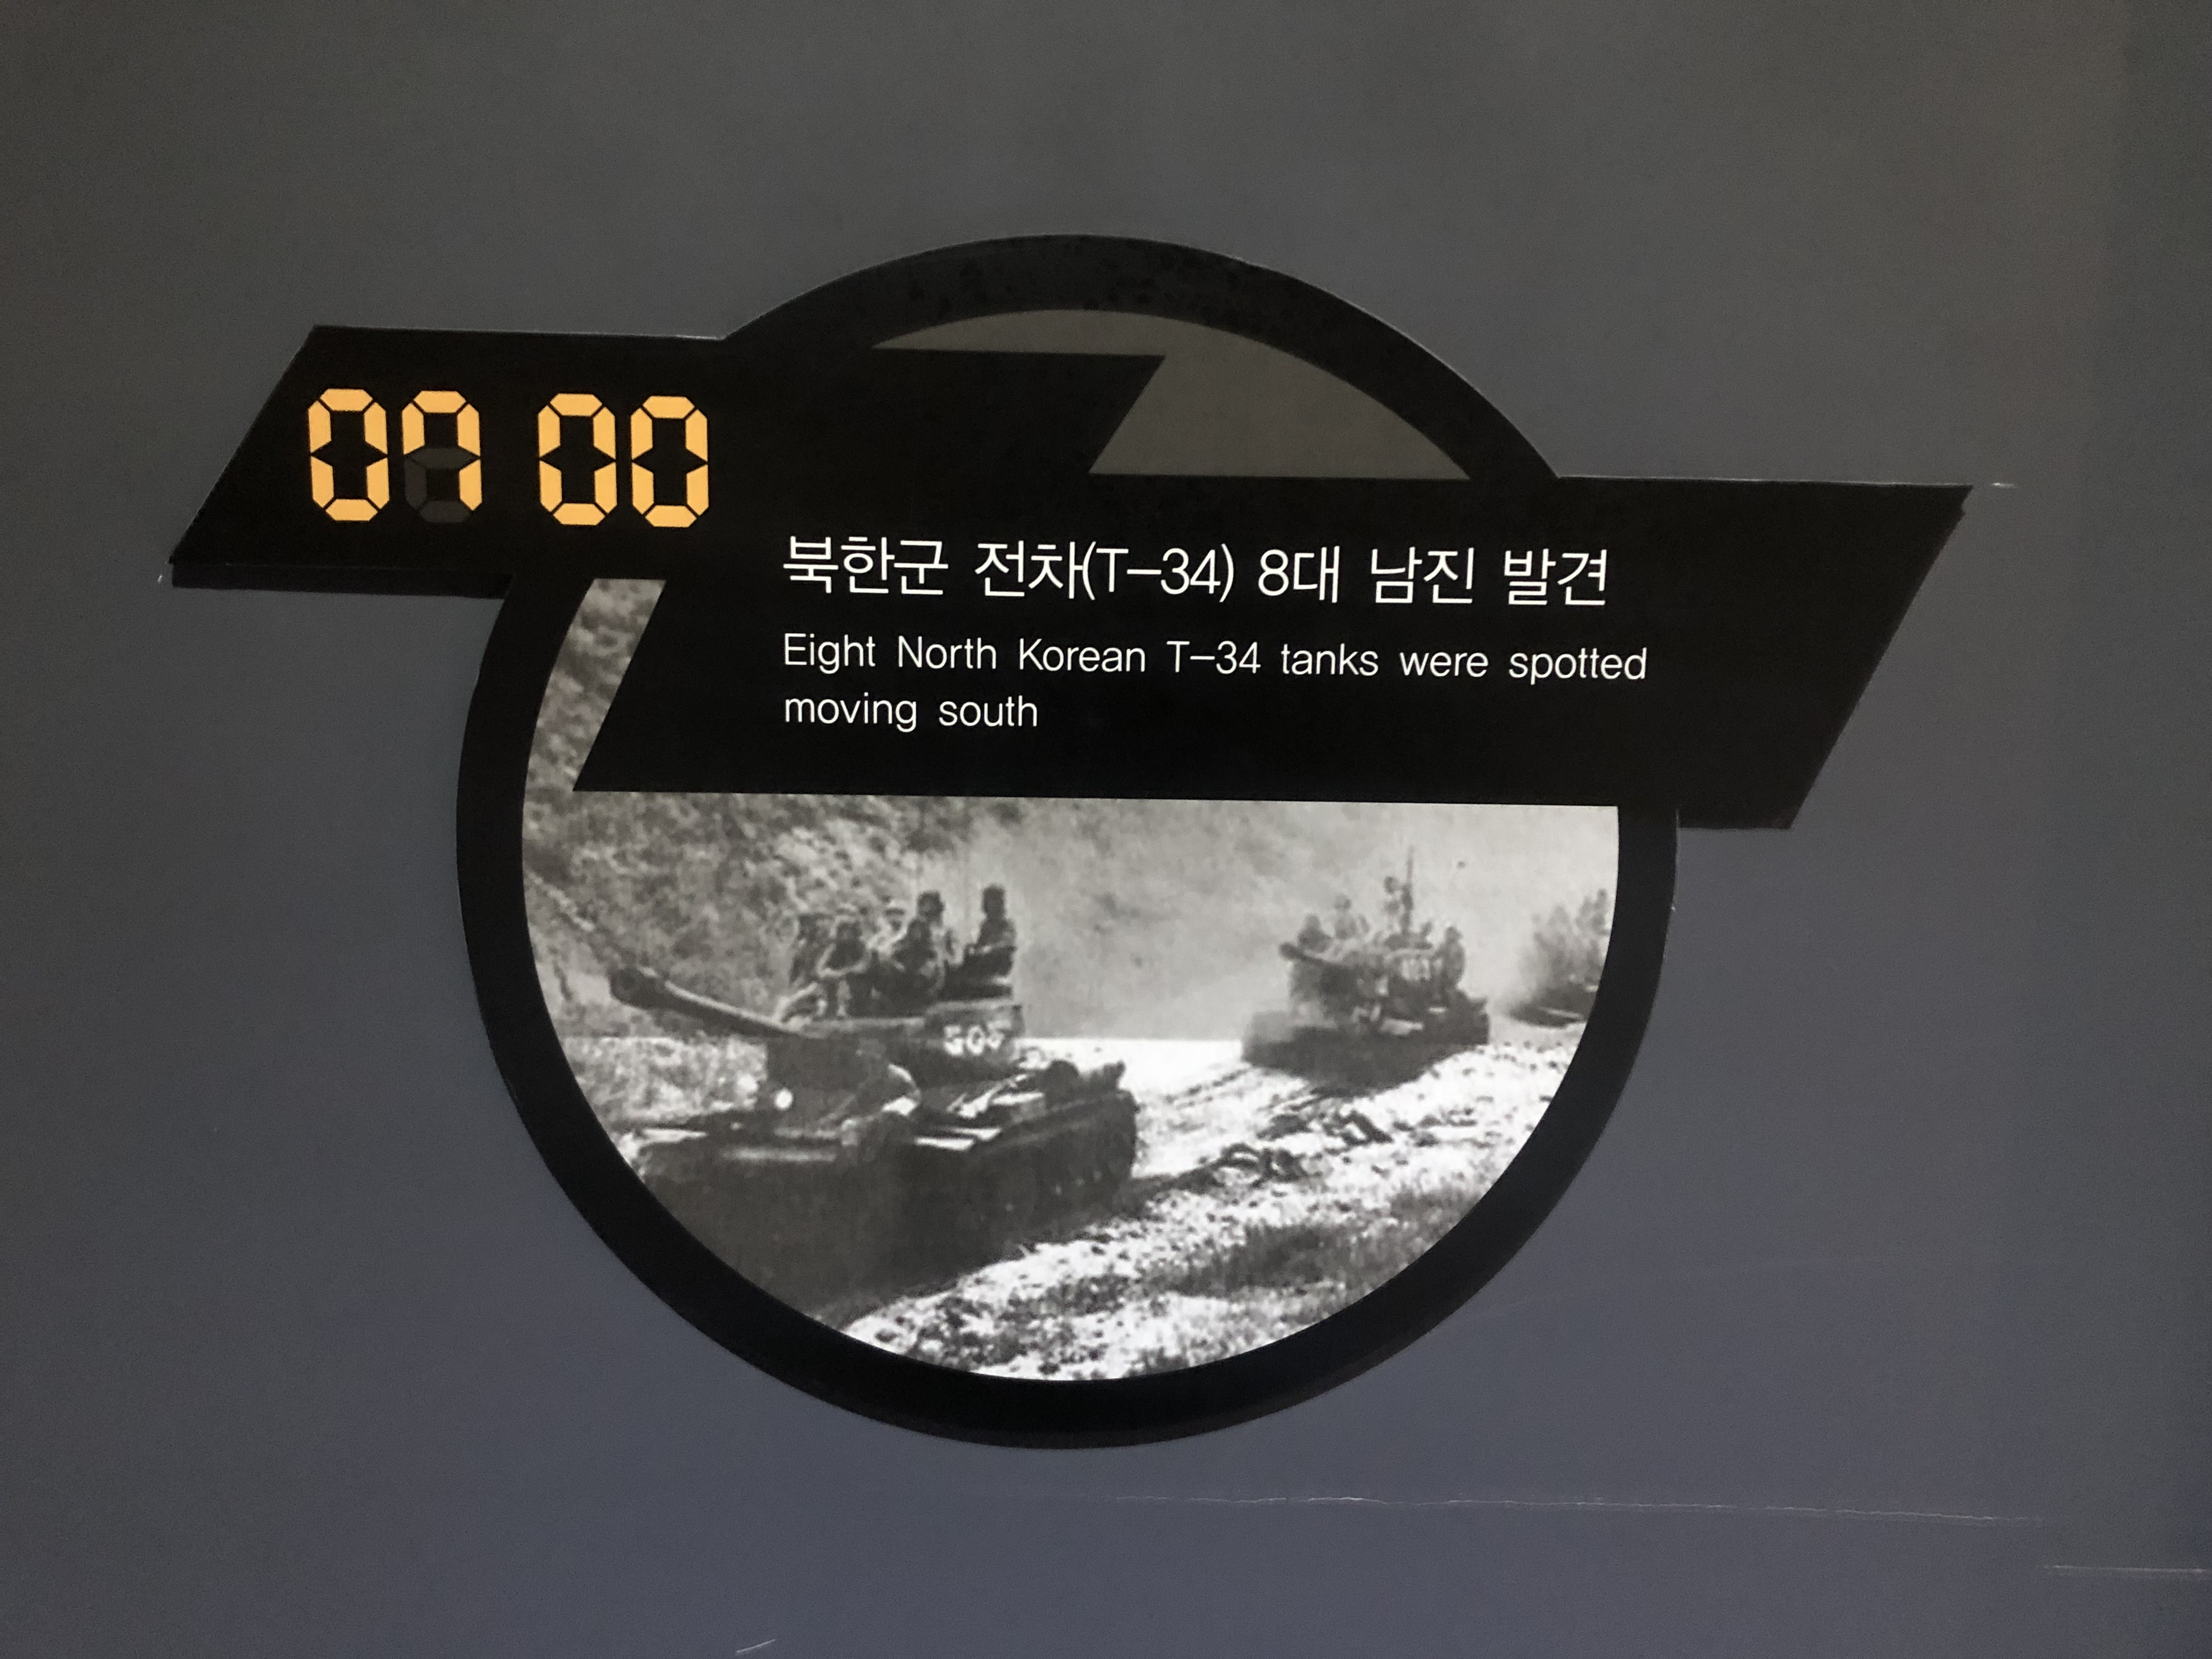 07 00
북한군 전차(T-34) 8대 남진 발견
Eight North Korean T-34 tanks were spotted
moving south